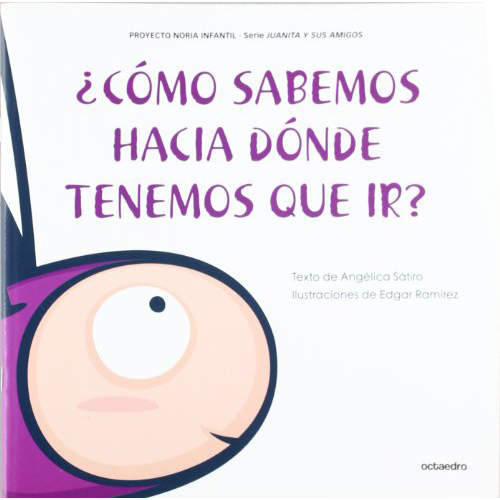 PROYECTO NORIA INFANTIL - Serie JUANITA Y SUS AMIGOS
¿CÓMO SABEMOS
HACIA DÓNDE
TENEMOS QUE IR?
Texto de Angélica Sátiro
Ilustraciones de Edgar Ramírez
octaedro